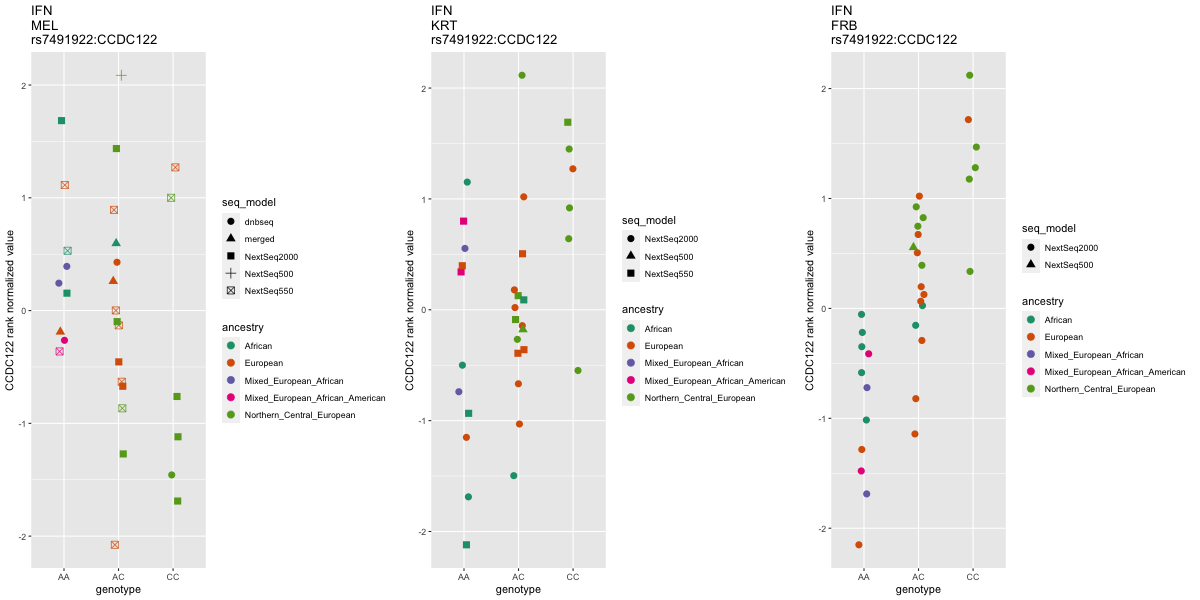 IFN
MEL
rs7491922:CCDC122
CCDC122 rank normalized value
2
1
0
-1
-2
AA
AC
CC
genotype
seq_model
dnbseq
merged
NextSeq2000
NextSeq500
NextSeq550
ancestry
African
European
Mixed_European_African
Mixed_European_African_American
Northern_Central_European
IFN
KRT
rs7491922:CCDC122
CCDC122 rank normalized value
2
1
0
-1
-2
AA
AC
CC
genotype
seq_model
NextSeq2000
NextSeq500
NextSeq550
ancestry
African
European
Mixed_European_African
Mixed_European_African_American
Northern_Central_European
IFN
FRB
rs7491922:CCDC122
CCDC122 rank normalized value
2
1
0
-1
-2
AA
AC
CC
genotype
seq_model
NextSeq2000
NextSeq500
ancestry
African
European
Mixed_European_African
Mixed_European_African_American
Northern_Central_European